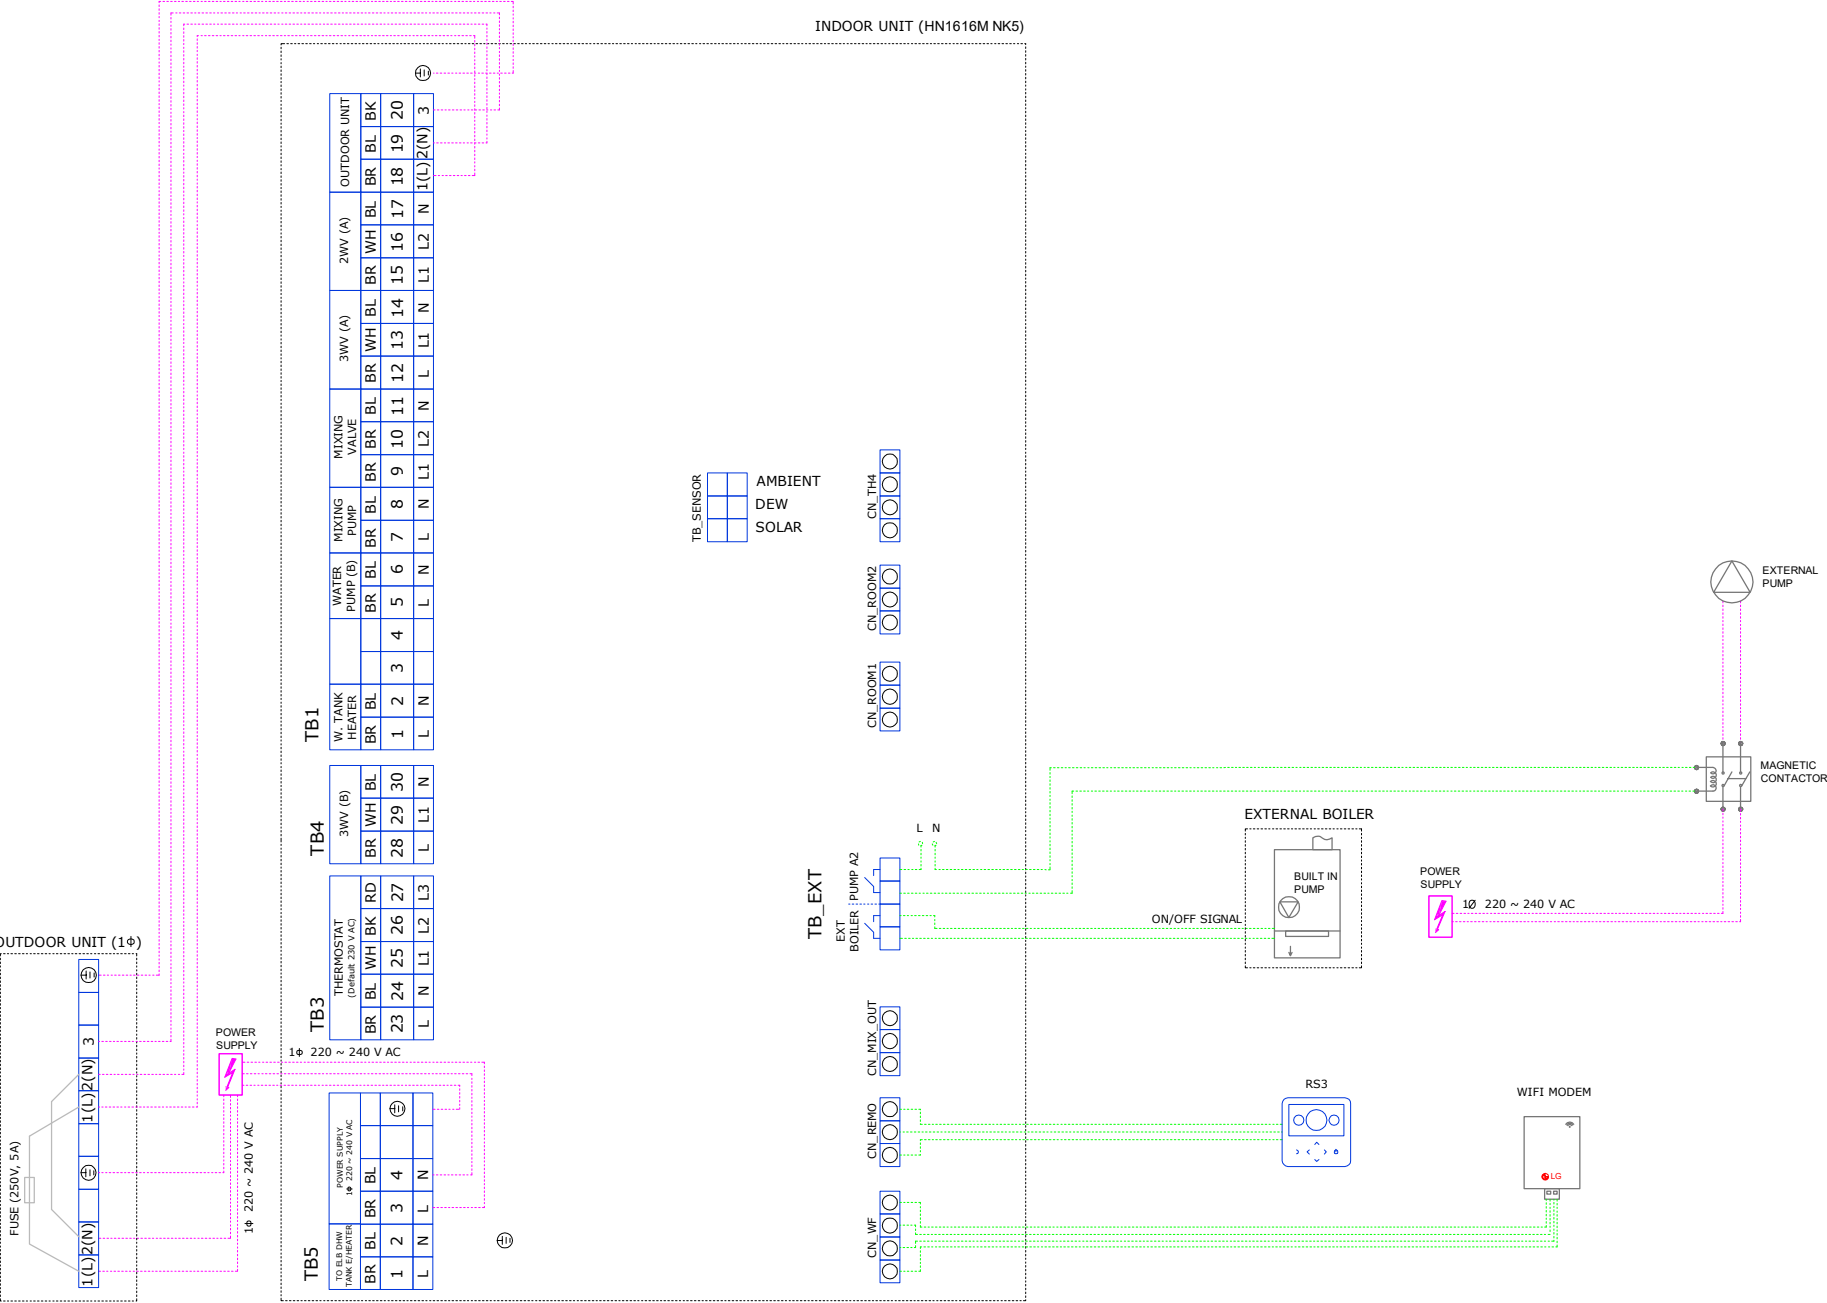 INDOOR UNIT (HN1616M NK5)
OUTDOOR UNIT
BK 20 3
BL 19 2(N)
BR 18 1(L)
2WV (A)
BL 17 N
WH 16 L2
BR 15 L1
3WV (A)
BL 14 N
WH 13 L1
BR 12 L
MIXING
VALVE
BL 11 N
BR 10 L2
BR 9 L1
MIXING
PUMP
BL 8 N
BR 7 L
WATER
PUMP (B)
BL 6 N
BR 5 L
4
3
W. TANK
HEATER
BL 2 N
BR 1 L
TB1
3WV (B)
BL 30 N
WH 29 L1
BR 28 L
TB4
THERMOSTAT
(Default 230 V AC)
RD 27 L3
BK 26 L2
WH 25 L1
BL 24 N
BR 23 L
TB3
POWER
SUPPLY
1Φ 220 ~ 240 V AC
POWER SUPPLY
1Φ 220 ~ 240 V AC
BL 4 N
BR 3 L
TO ELB DHW
TANK E/HEATER
BL 2 N
BR 1 L
TB5
OUTDOOR UNIT (1Φ)
3
2(N)
1(L)
2(N)
1(L)
FUSE (250V, 5A)
1Φ 220 ~ 240 V AC
TB_SENSOR
AMBIENT
DEW
SOLAR
CN_TH4
CN_ROOM2
CN_ROOM1
L N
TB_EXT
PUMP A2
EXT
BOILER
CN_MIX_OUT
CN_REMO
CN_WF
EXTERNAL
PUMP
MAGNETIC
CONTACTOR
EXTERNAL BOILER
BUILT IN
PUMP
ON/OFF SIGNAL
POWER
SUPPLY
1Ø 220 ~ 240 V AC
RS3
WIFI MODEM
LG